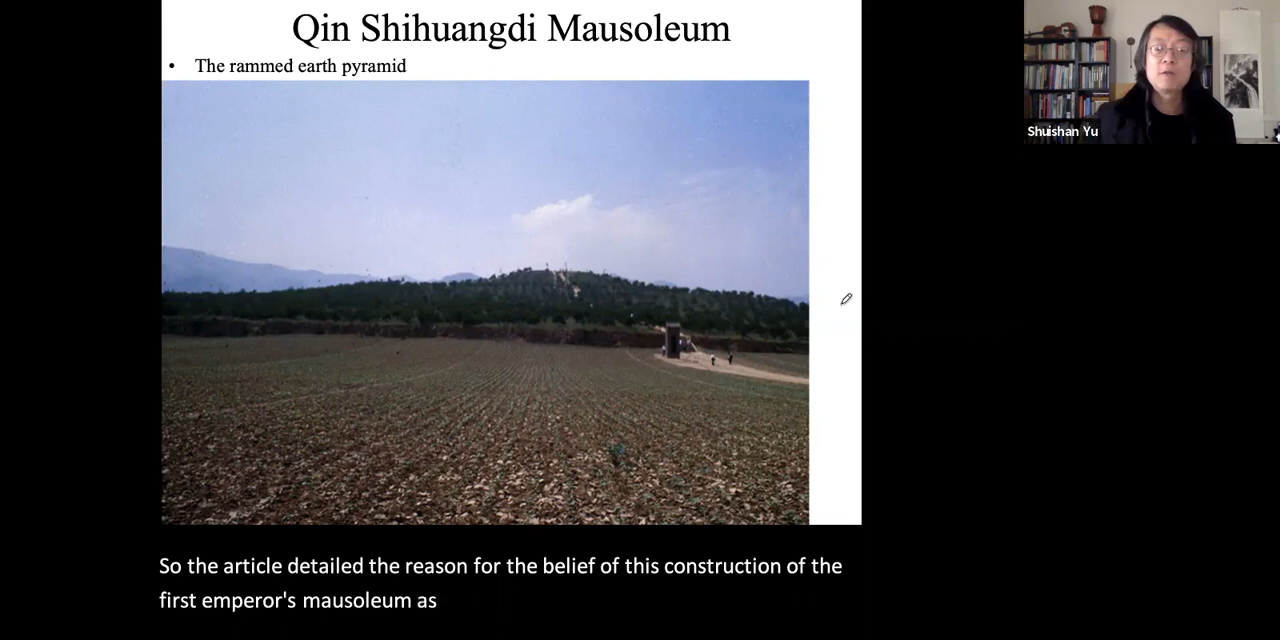 Qin Shihuangdi Mausoleum
• The rammed earth pyramid
Shuishan Yu
So the article detailed the reason for the belief of this construction of the
first emperor's mausoleum as